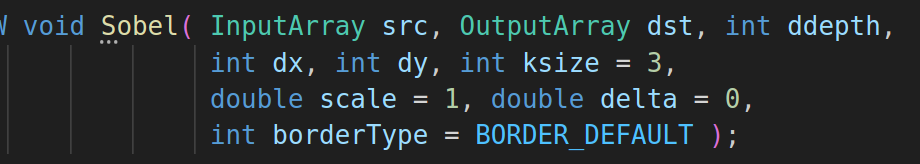 void Sobel( InputArray src, OutputArray dst, int ddepth,
int dx, int dy, int ksize = 3,
double scale = 1, double delta = 0,
int borderType = BORDER_DEFAULT );